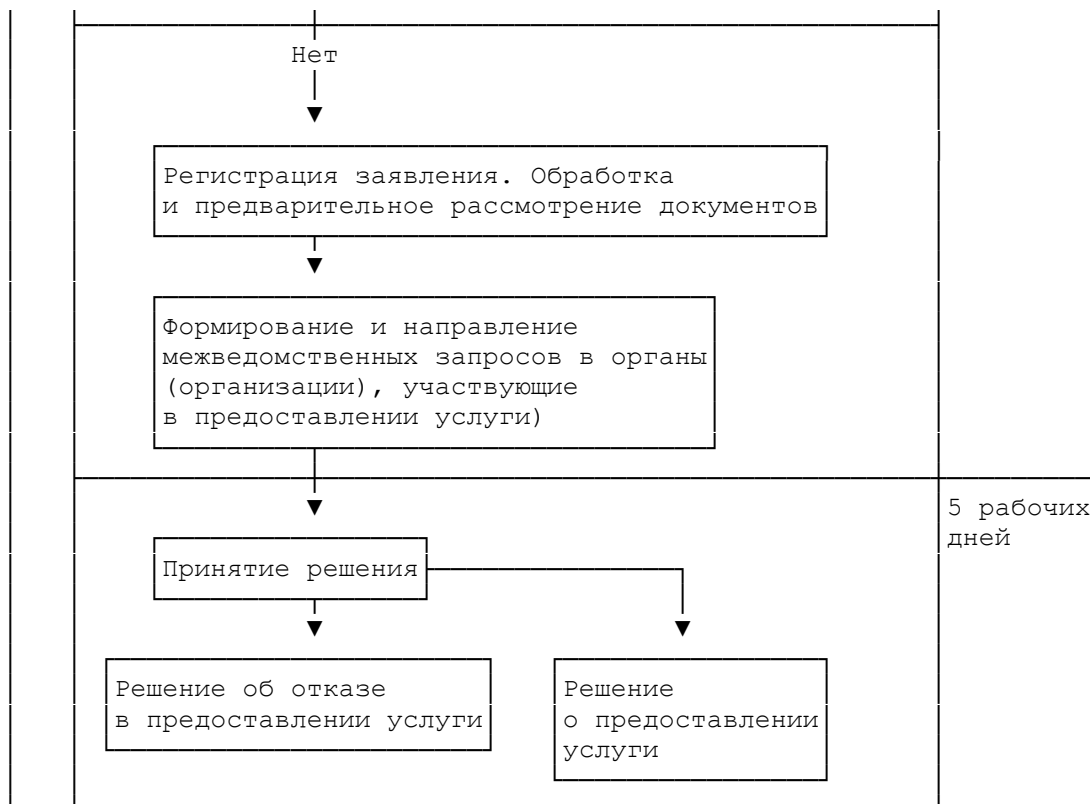 Нет
Регистрация заявления. Обработка
и предварительное рассмотрение документов
Формирование и направление
межведомственных запросов в органы
(организации), участвующие
в предоставлении услуги)
5 рабочих
дней
Принятие решения
Решение об отказе
в предоставлении услуги
Решение
о предоставлении
услуги